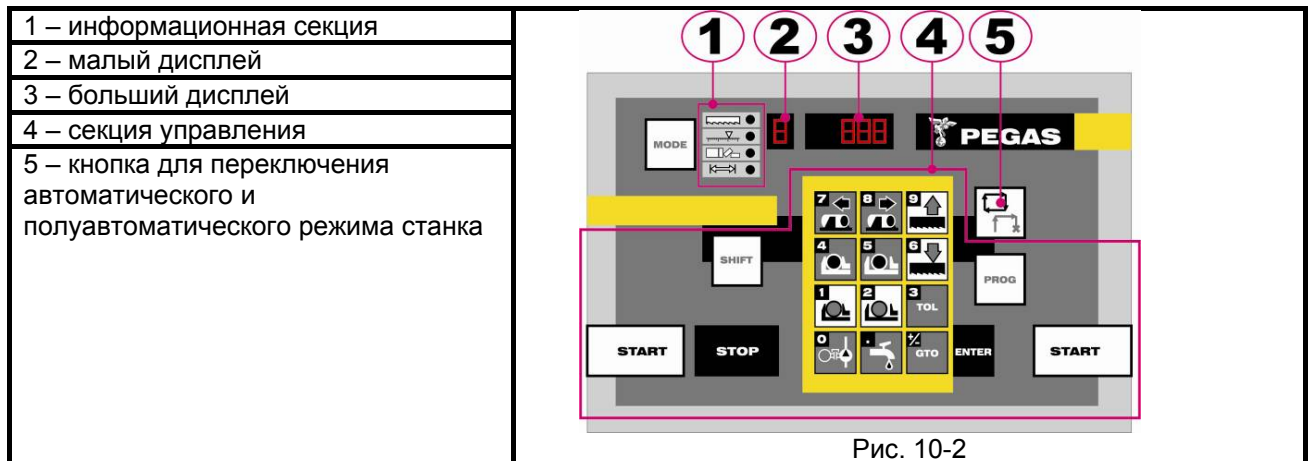 1 – информационная секция
2 – малый дисплей
3 – больший дисплей
4 – секция управления
5 – кнопка для переключения
автоматического и
полуавтоматического режима станка
1 2 3 4 5
MODE
8 888
PEGAS
7 8 9
SHIFT
4 5 6
PROG
1 2 3 TOL
START STOP
0 . +/- GTO
ENTER START
Рис. 10-2